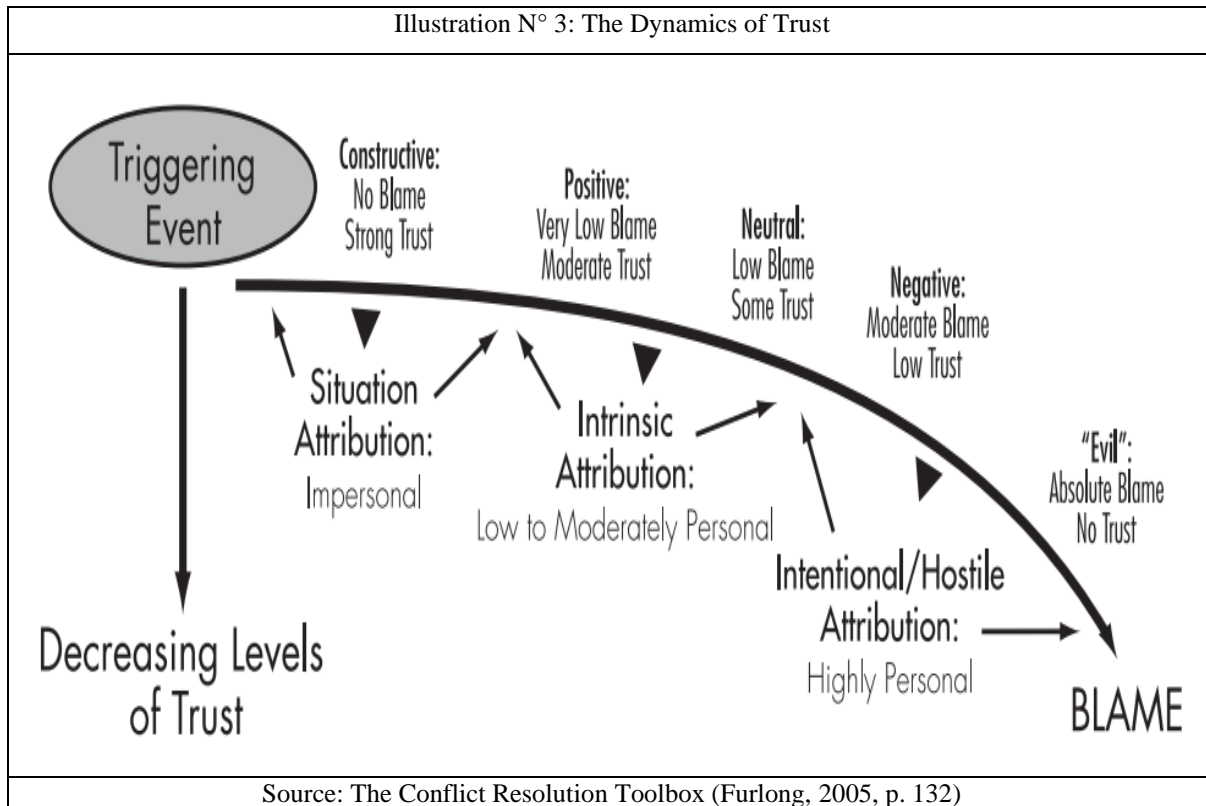 Illustration N° 3: The Dynamics of Trust
Triggering
Event
Constructive:
No Blame
Strong Trust
Positive:
Very Low Blame
Moderate Trust
Neutral:
Low Blame
Some Trust
Negative:
Moderate Blame
Low Trust
“Evil”:
Absolute Blame
No Trust
Situation
Attribution:
Impersonal
Intrinsic
Attribution:
Low to Moderately Personal
Intentional/Hostile
Attribution:
Highly Personal
Decreasing Levels
of Trust
BLAME
Source: The Conflict Resolution Toolbox (Furlong, 2005, p. 132)